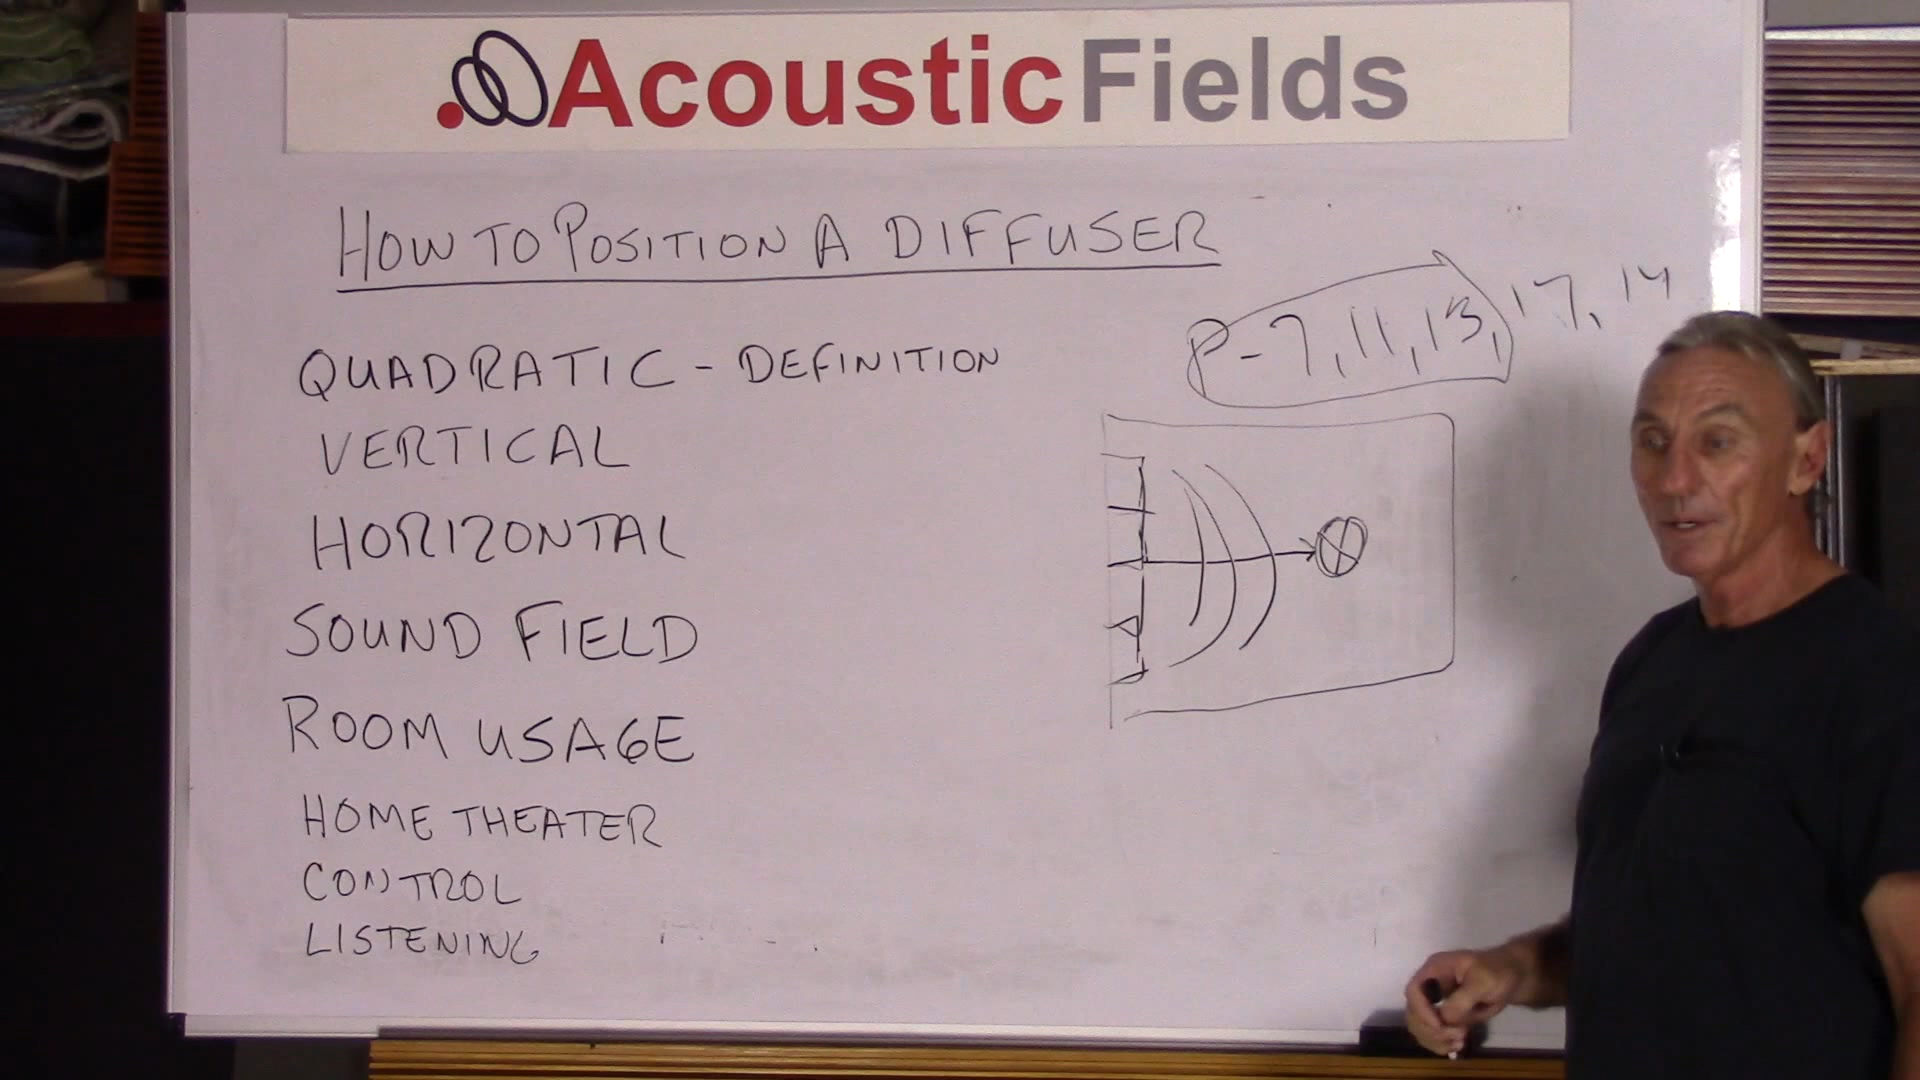 Acoustic Fields
HOW TO POSITION A DIFFUSER
P-7, 11, 13, 17, 19
QUADRATIC - DEFINITION
VERTICAL
HORIZONTAL
SOUND FIELD
ROOM USAGE
HOME THEATER
CONTROL
LISTENING